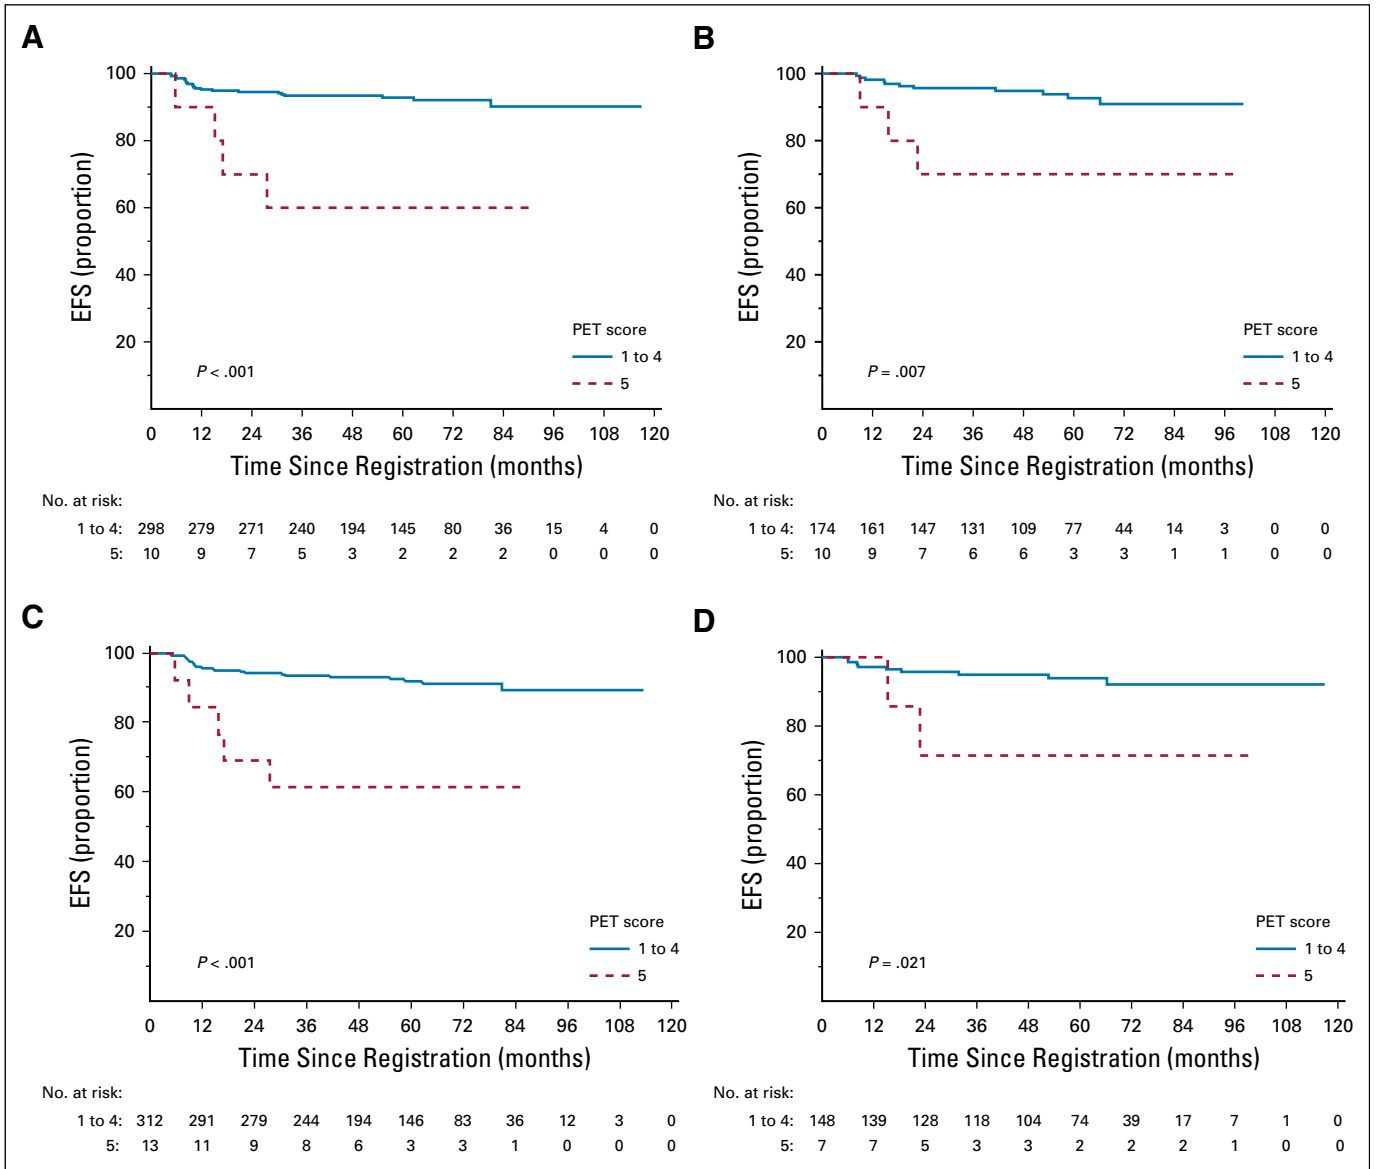 A
100
80
60
40
20
EFS (proportion)
P < .001
PET score
1 to 4
5
0 12 24 36 48 60 72 84 96 108 120
Time Since Registration (months)
No. at risk:
1 to 4: 298 279 271 240 194 145 80 36 15 4 0
5: 10 9 7 5 3 2 2 2 0 0 0
B
100
80
60
40
20
EFS (proportion)
P = .007
PET score
1 to 4
5
0 12 24 36 48 60 72 84 96 108 120
Time Since Registration (months)
No. at risk:
1 to 4: 174 161 147 131 109 77 44 14 3 0 0
5: 10 9 7 6 6 3 3 1 1 0 0
C
100
80
60
40
20
EFS (proportion)
P < .001
PET score
1 to 4
5
0 12 24 36 48 60 72 84 96 108 120
Time Since Registration (months)
No. at risk:
1 to 4: 312 291 279 244 194 146 83 36 12 3 0
5: 13 11 9 8 6 3 3 1 0 0 0
D
100
80
60
40
20
EFS (proportion)
P = .021
PET score
1 to 4
5
0 12 24 36 48 60 72 84 96 108 120
Time Since Registration (months)
No. at risk:
1 to 4: 148 139 128 118 104 74 39 17 7 1 0
5: 7 7 5 3 3 2 2 2 1 0 0